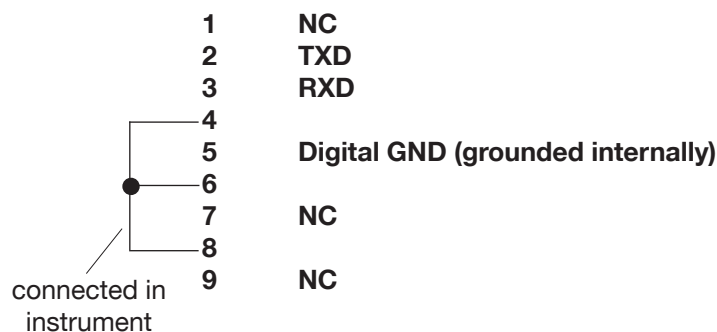 1 NC
2 TXD
3 RXD
4
5 Digital GND (grounded internally)
6
7 NC
8
9 NC
connected in
instrument